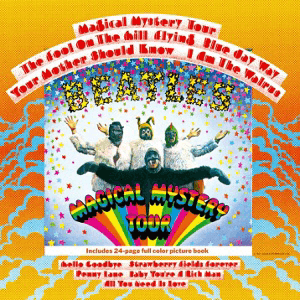 Magical Mystery Tour
The Fool On The Hill Flying Blue Jay Way
Your Mother Should Know I Am The Walrus
BEATLES
MAGICAL MYSTERY
TOUR
Includes 24-page full color picture book
Hello Goodbye Strawberry Fields Forever
Penny Lane Baby You're A Rich Man
All You Need Is Love